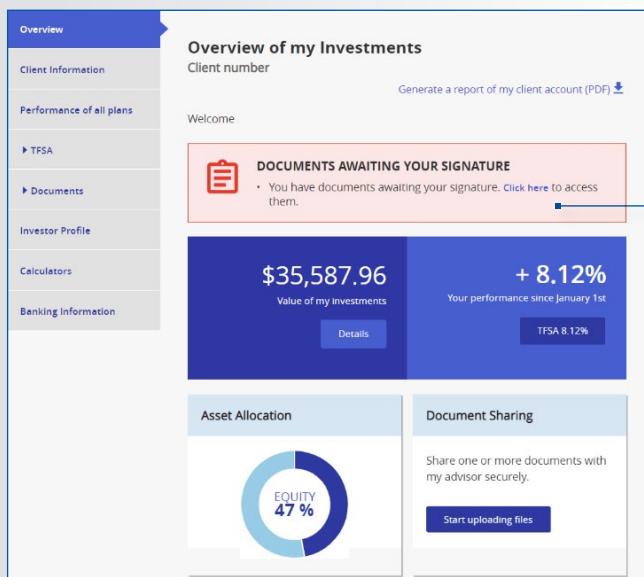 Overview
Client Information
Performance of all plans
TFSA
Documents
Investor Profile
Calculators
Banking Information
Overview of my Investments
Client number
Generate a report of my client account (PDF)
Welcome
DOCUMENTS AWAITING YOUR SIGNATURE
• You have documents awaiting your signature. Click here to access
them.
$35,587.96
Value of my investments
Details
+ 8.12%
Your performance since January 1st
TFSA 8.12%
Asset Allocation
EQUITY
47 %
Document Sharing
Share one or more documents with
my advisor securely.
Start uploading files